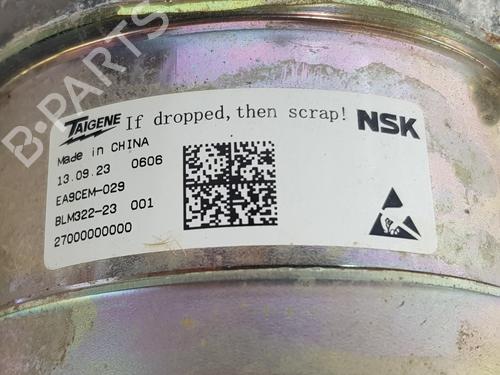 B-PARTS
TAIGENE If dropped, then scrap! NSK
Made in CHINA
13.09.23 0606
EA9CEM-029
BLM322-23 001
27000000000